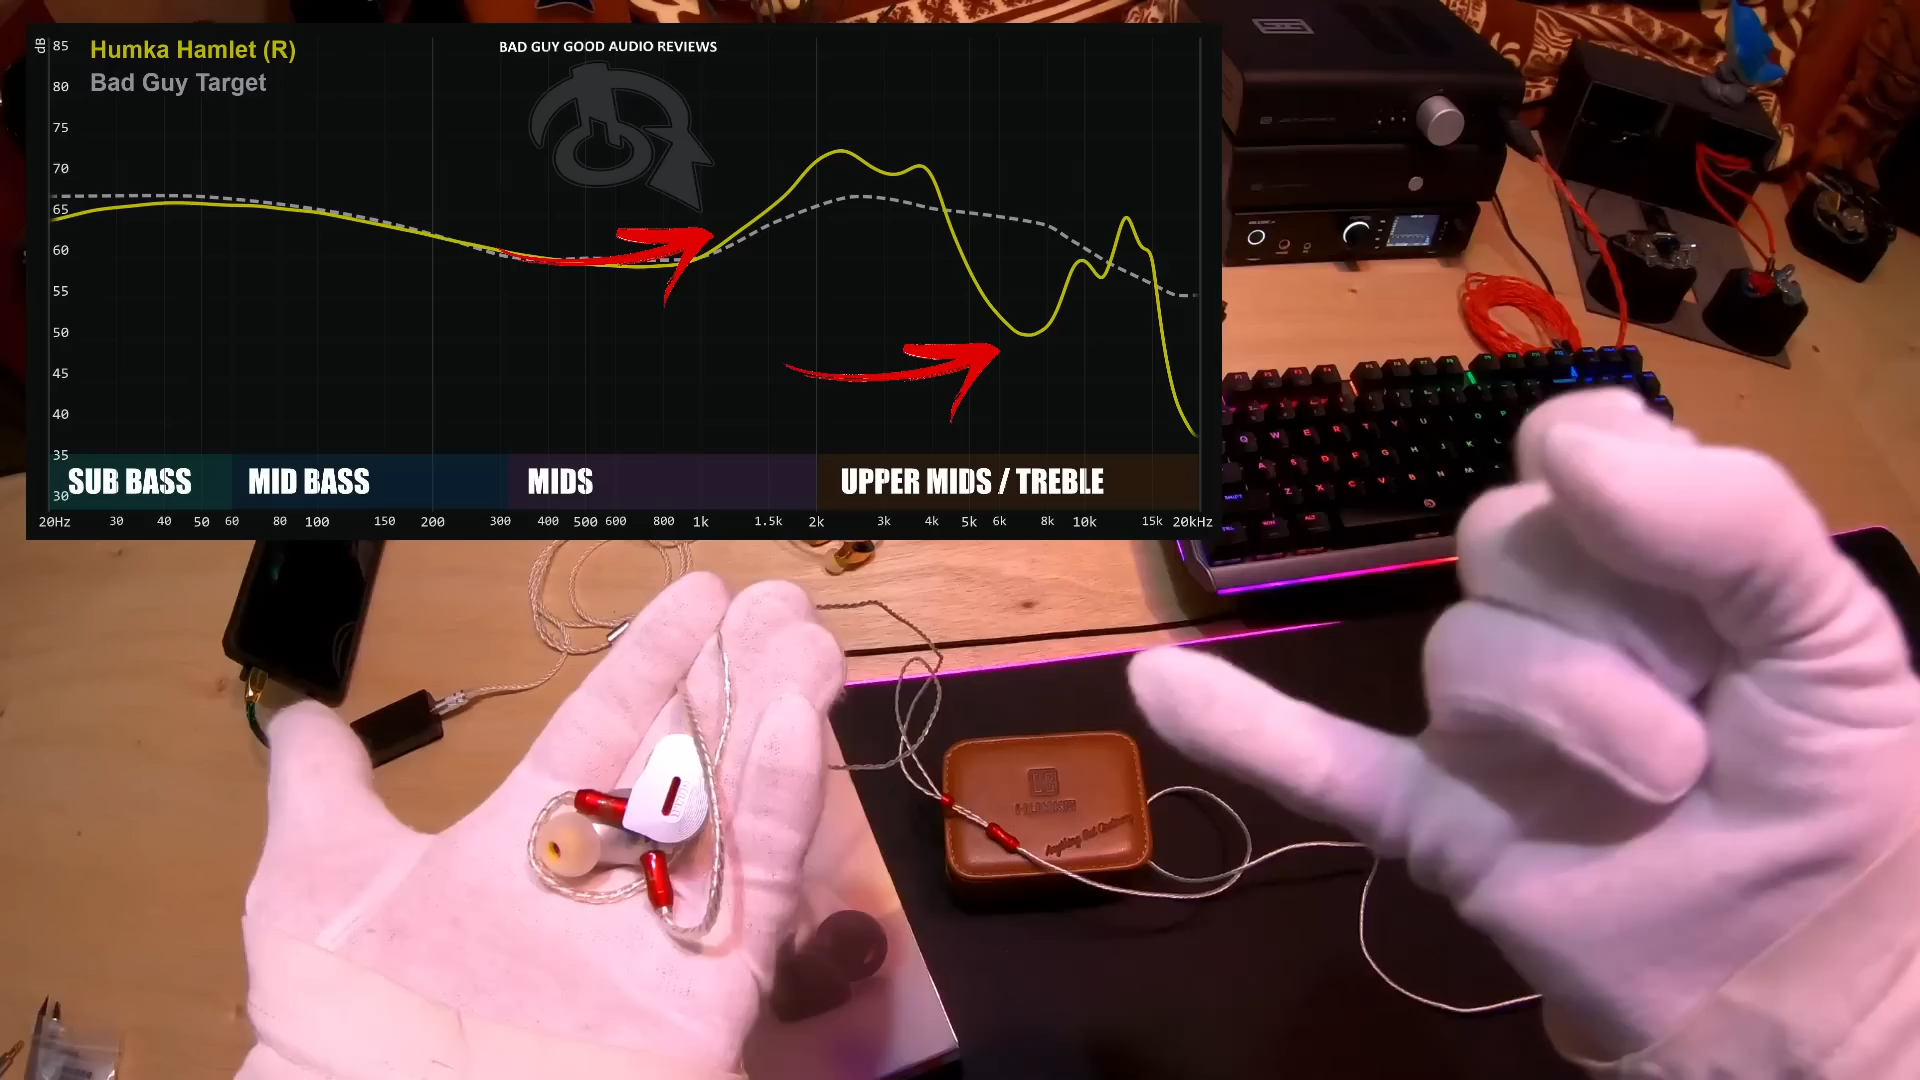 dB
Humka Hamlet (R)
Bad Guy Target
BAD GUY GOOD AUDIO REVIEWS
85
80
75
70
65
60
55
50
45
40
35
30
SUB BASS
MID BASS
MIDS
UPPER MIDS / TREBLE
20Hz 30 40 50 60 80 100 150 200 300 400 500 600 800 1k 1.5k 2k 3k 4k 5k 6k 8k 10k 15k 20kHz
Anything But Ordinary